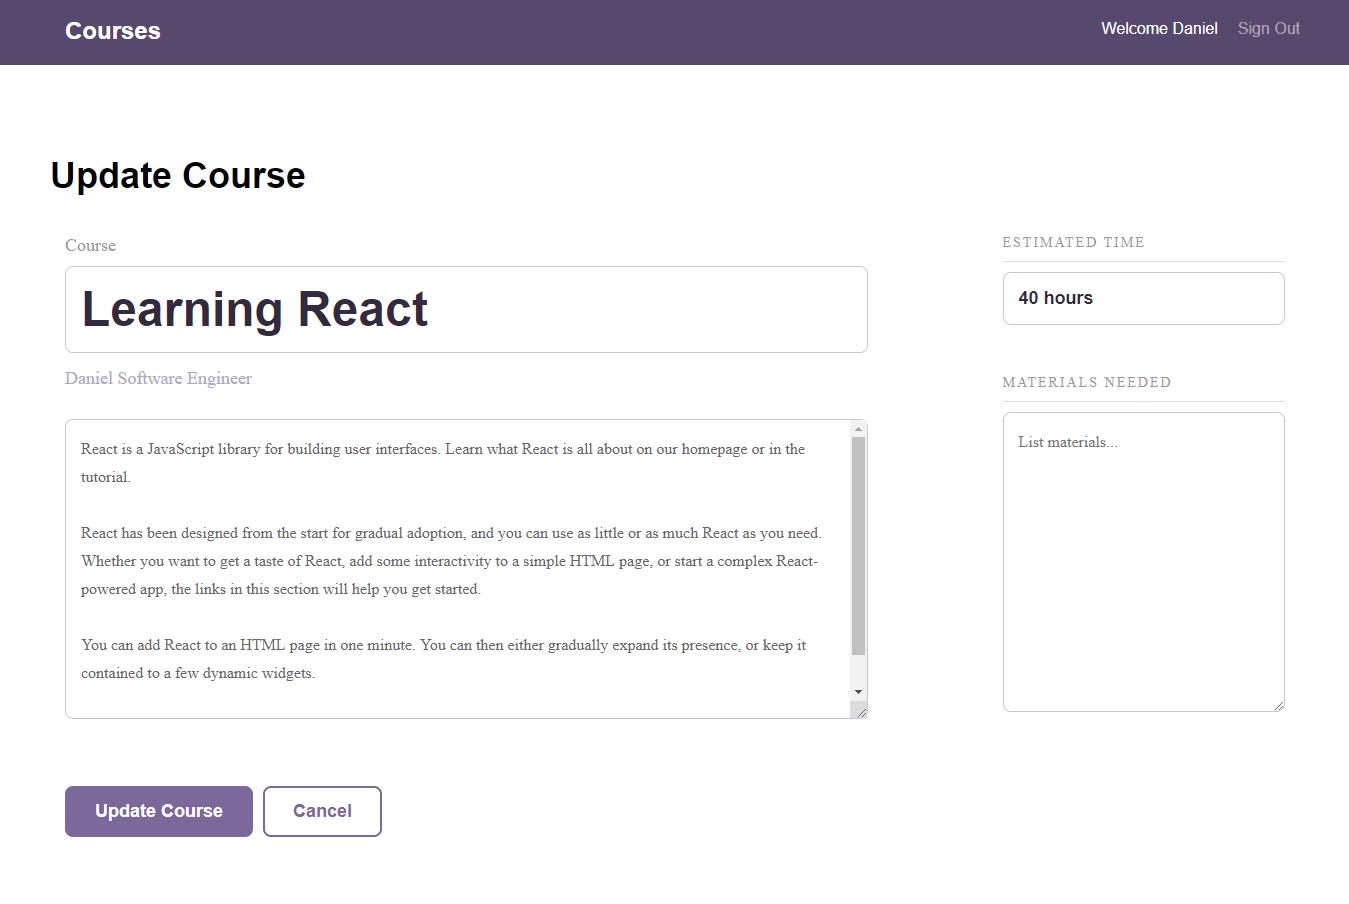 Courses
Welcome Daniel
Sign Out
Update Course
Course
Learning React
Daniel Software Engineer
React is a JavaScript library for building user interfaces. Learn what React is all about on our homepage or in the
tutorial.
React has been designed from the start for gradual adoption, and you can use as little or as much React as you need.
Whether you want to get a taste of React, add some interactivity to a simple HTML page, or start a complex React-
powered app, the links in this section will help you get started.
You can add React to an HTML page in one minute. You can then either gradually expand its presence, or keep it
contained to a few dynamic widgets.
ESTIMATED TIME
40 hours
MATERIALS NEEDED
List materials...
Update Course
Cancel